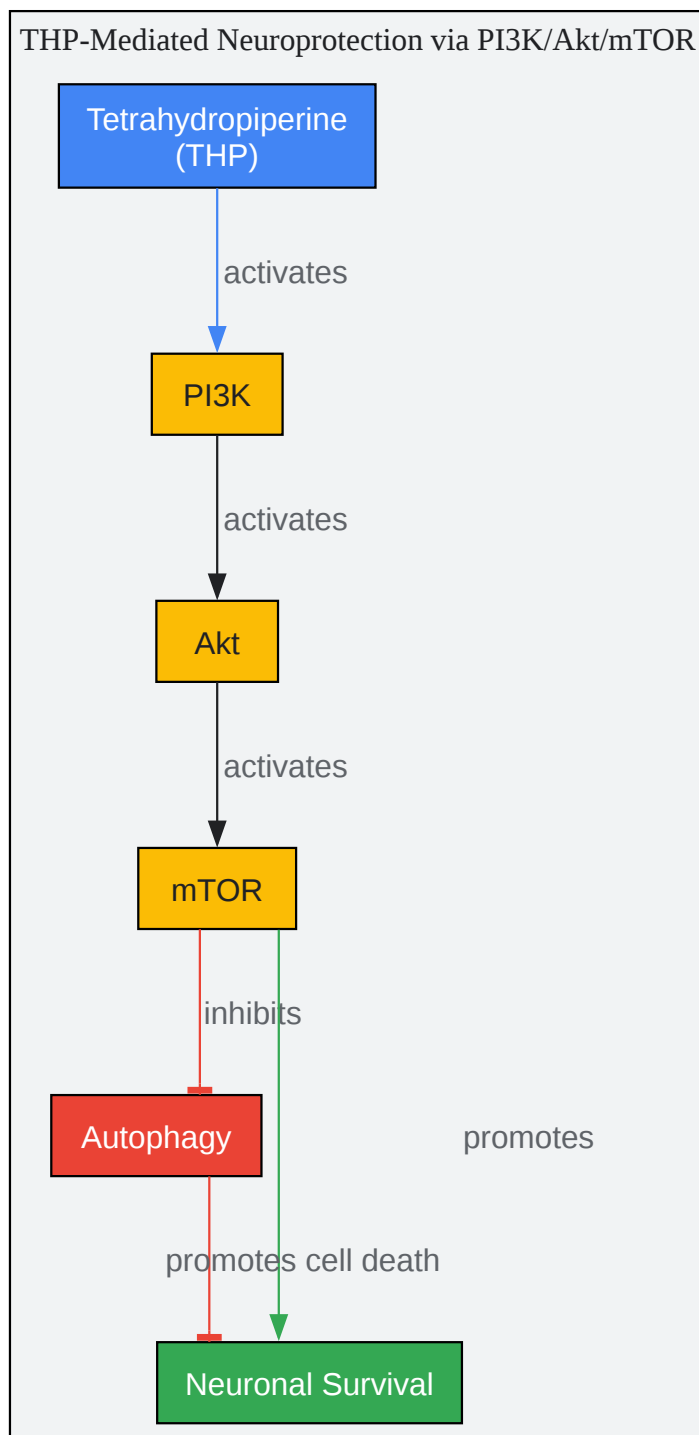 THP-Mediated Neuroprotection via PI3K/Akt/mTOR
Tetrahydropiperine
(THP)
activates
PI3K
activates
Akt
activates
mTOR
inhibits
Autophagy
promotes
promotes cell death
Neuronal Survival